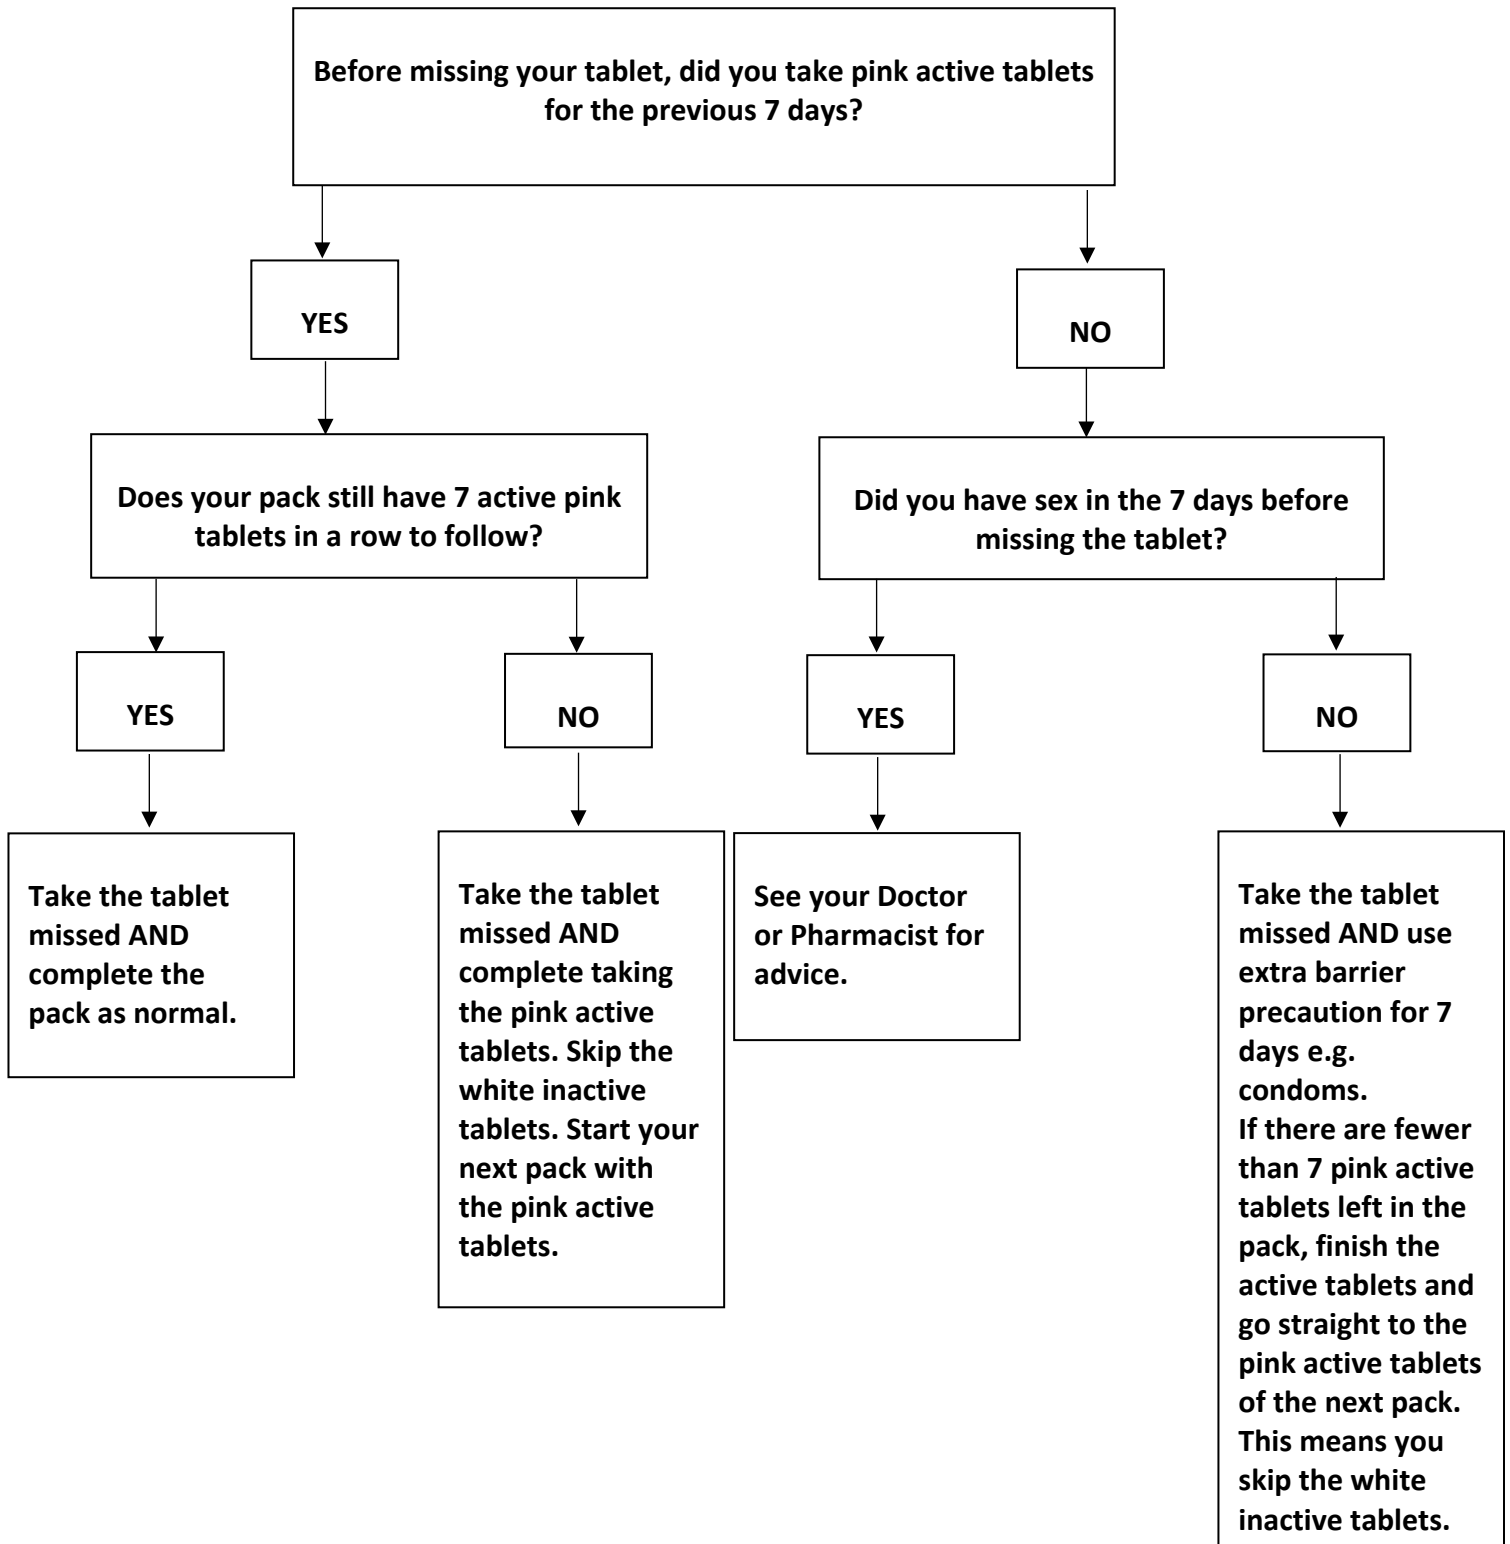 Before missing your tablet, did you take pink active tablets
for the previous 7 days?
YES
NO
Does your pack still have 7 active pink
tablets in a row to follow?
Did you have sex in the 7 days before
missing the tablet?
YES
NO
YES
NO
Take the tablet
missed AND
complete the
pack as normal.
Take the tablet
missed AND
complete taking
the pink active
tablets. Skip the
white inactive
tablets. Start your
next pack with
the pink active
tablets.
See your Doctor
or Pharmacist for
advice.
Take the tablet
missed AND use
extra barrier
precaution for 7
days e.g.
condoms.
If there are fewer
than 7 pink active
tablets left in the
pack, finish the
active tablets and
go straight to the
pink active tablets
of the next pack.
This means you
skip the white
inactive tablets.